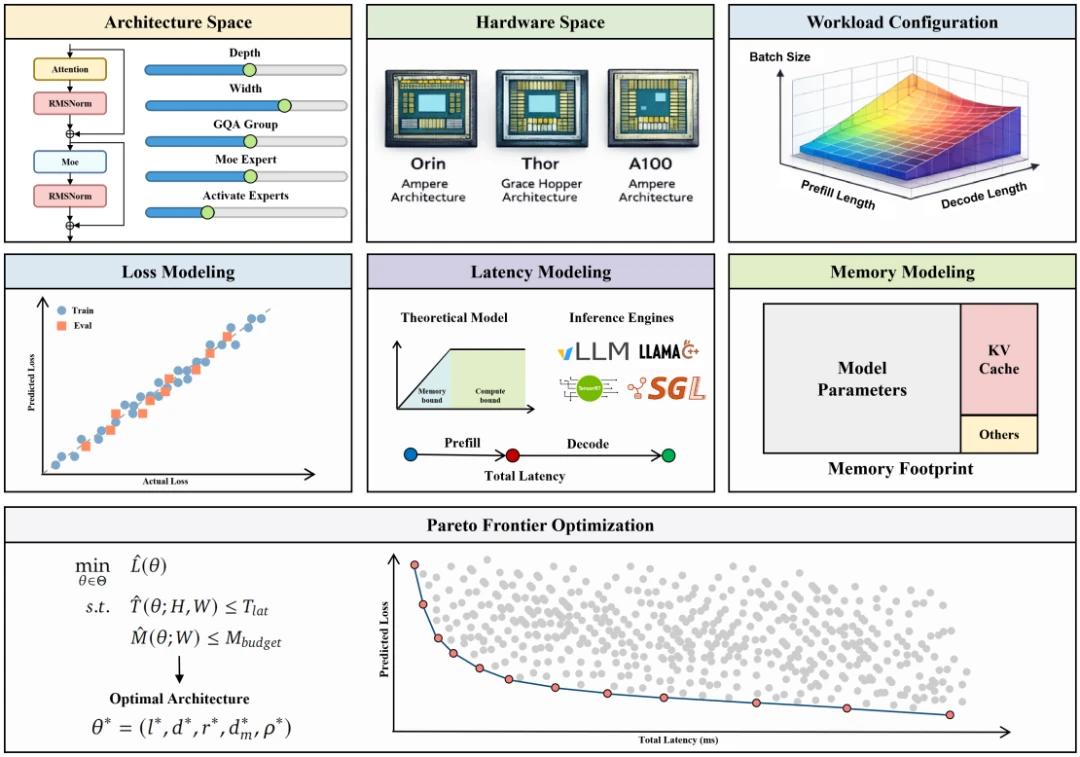 Architecture Space
Attention
RMSNorm
Moe
RMSNorm
Depth
Width
GQA Group
Moe Expert
Activate Experts
Hardware Space
Orin
Ampere
Architecture
Thor
Grace Hopper
Architecture
A100
Ampere
Architecture
Workload Configuration
Batch Size
Prefill Length
Decode Length
Loss Modeling
Train
Eval
Predicted Loss
Actual Loss
Latency Modeling
Theoretical Model
Memory
bound
Compute
bound
Inference Engines
vLLM
LLAMA C++
TensorRT
SGL
Prefill
Decode
Total Latency
Memory Modeling
Model
Parameters
KV
Cache
Others
Memory Footprint
Pareto Frontier Optimization
min L̂(θ)
θ∈Θ
s.t. T̂(θ; H, W) ≤ T_lat
M̂(θ; W) ≤ M_budget
Optimal Architecture
θ* = (l*, d*, r*, d*_m, ρ*)
Predicted Loss
Total Latency (ms)